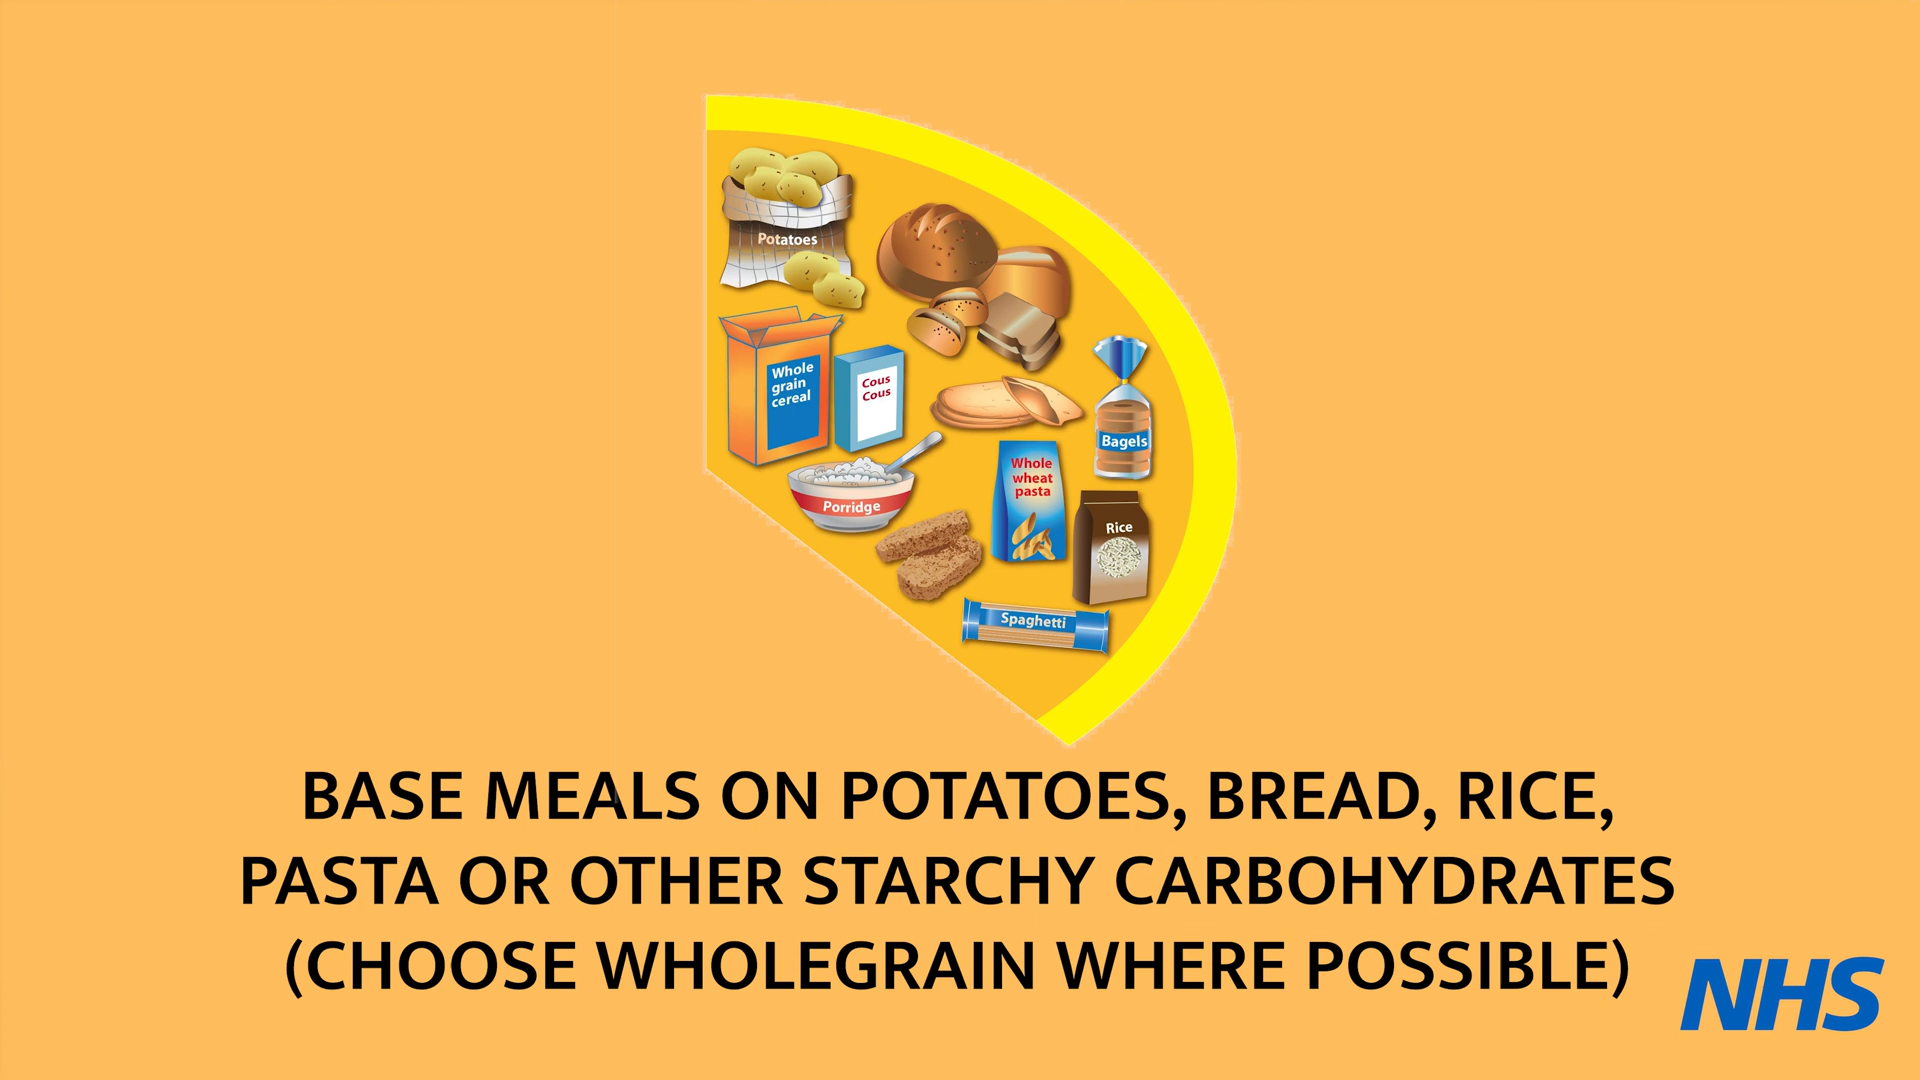 Potatoes
Whole
grain
cereal
Cous
Cous
Bagels
Whole
wheat
pasta
Porridge
Rice
Spaghetti
BASE MEALS ON POTATOES, BREAD, RICE,
PASTA OR OTHER STARCHY CARBOHYDRATES
(CHOOSE WHOLEGRAIN WHERE POSSIBLE)
NHS